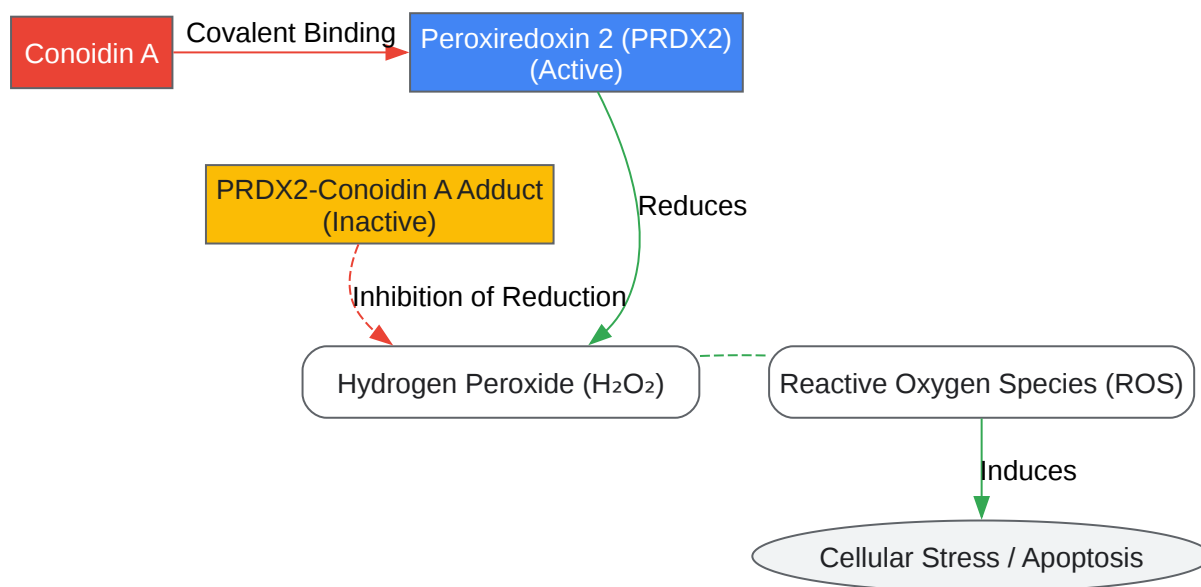 Conoidin A
Covalent Binding
Peroxiredoxin 2 (PRDX2)
(Active)
PRDX2-Conoidin A Adduct
(Inactive)
Reduces
Inhibition of Reduction
Hydrogen Peroxide (H₂O₂)
Reactive Oxygen Species (ROS)
Induces
Cellular Stress / Apoptosis